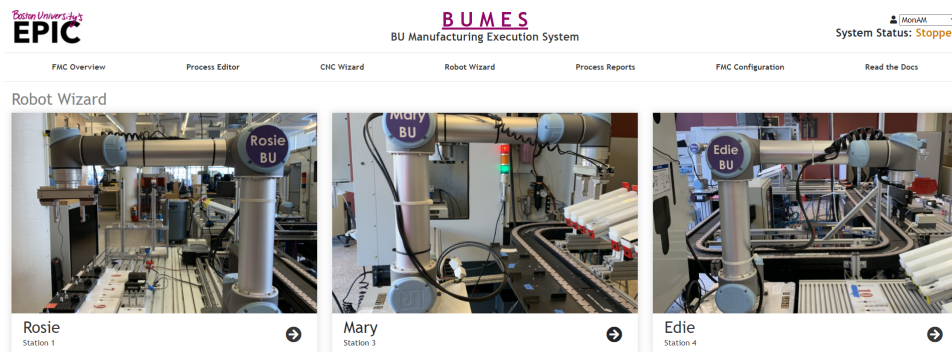 Boston University's
EPIC
BUMES
BU Manufacturing Execution System
MonAM
System Status: Stoppe
FMC Overview
Process Editor
CNC Wizard
Robot Wizard
Process Reports
FMC Configuration
Read the Docs
Robot Wizard
Rosie
BU
Mary
BU
Edie
BU
Rosie
Station 1
Mary
Station 3
Edie
Station 4